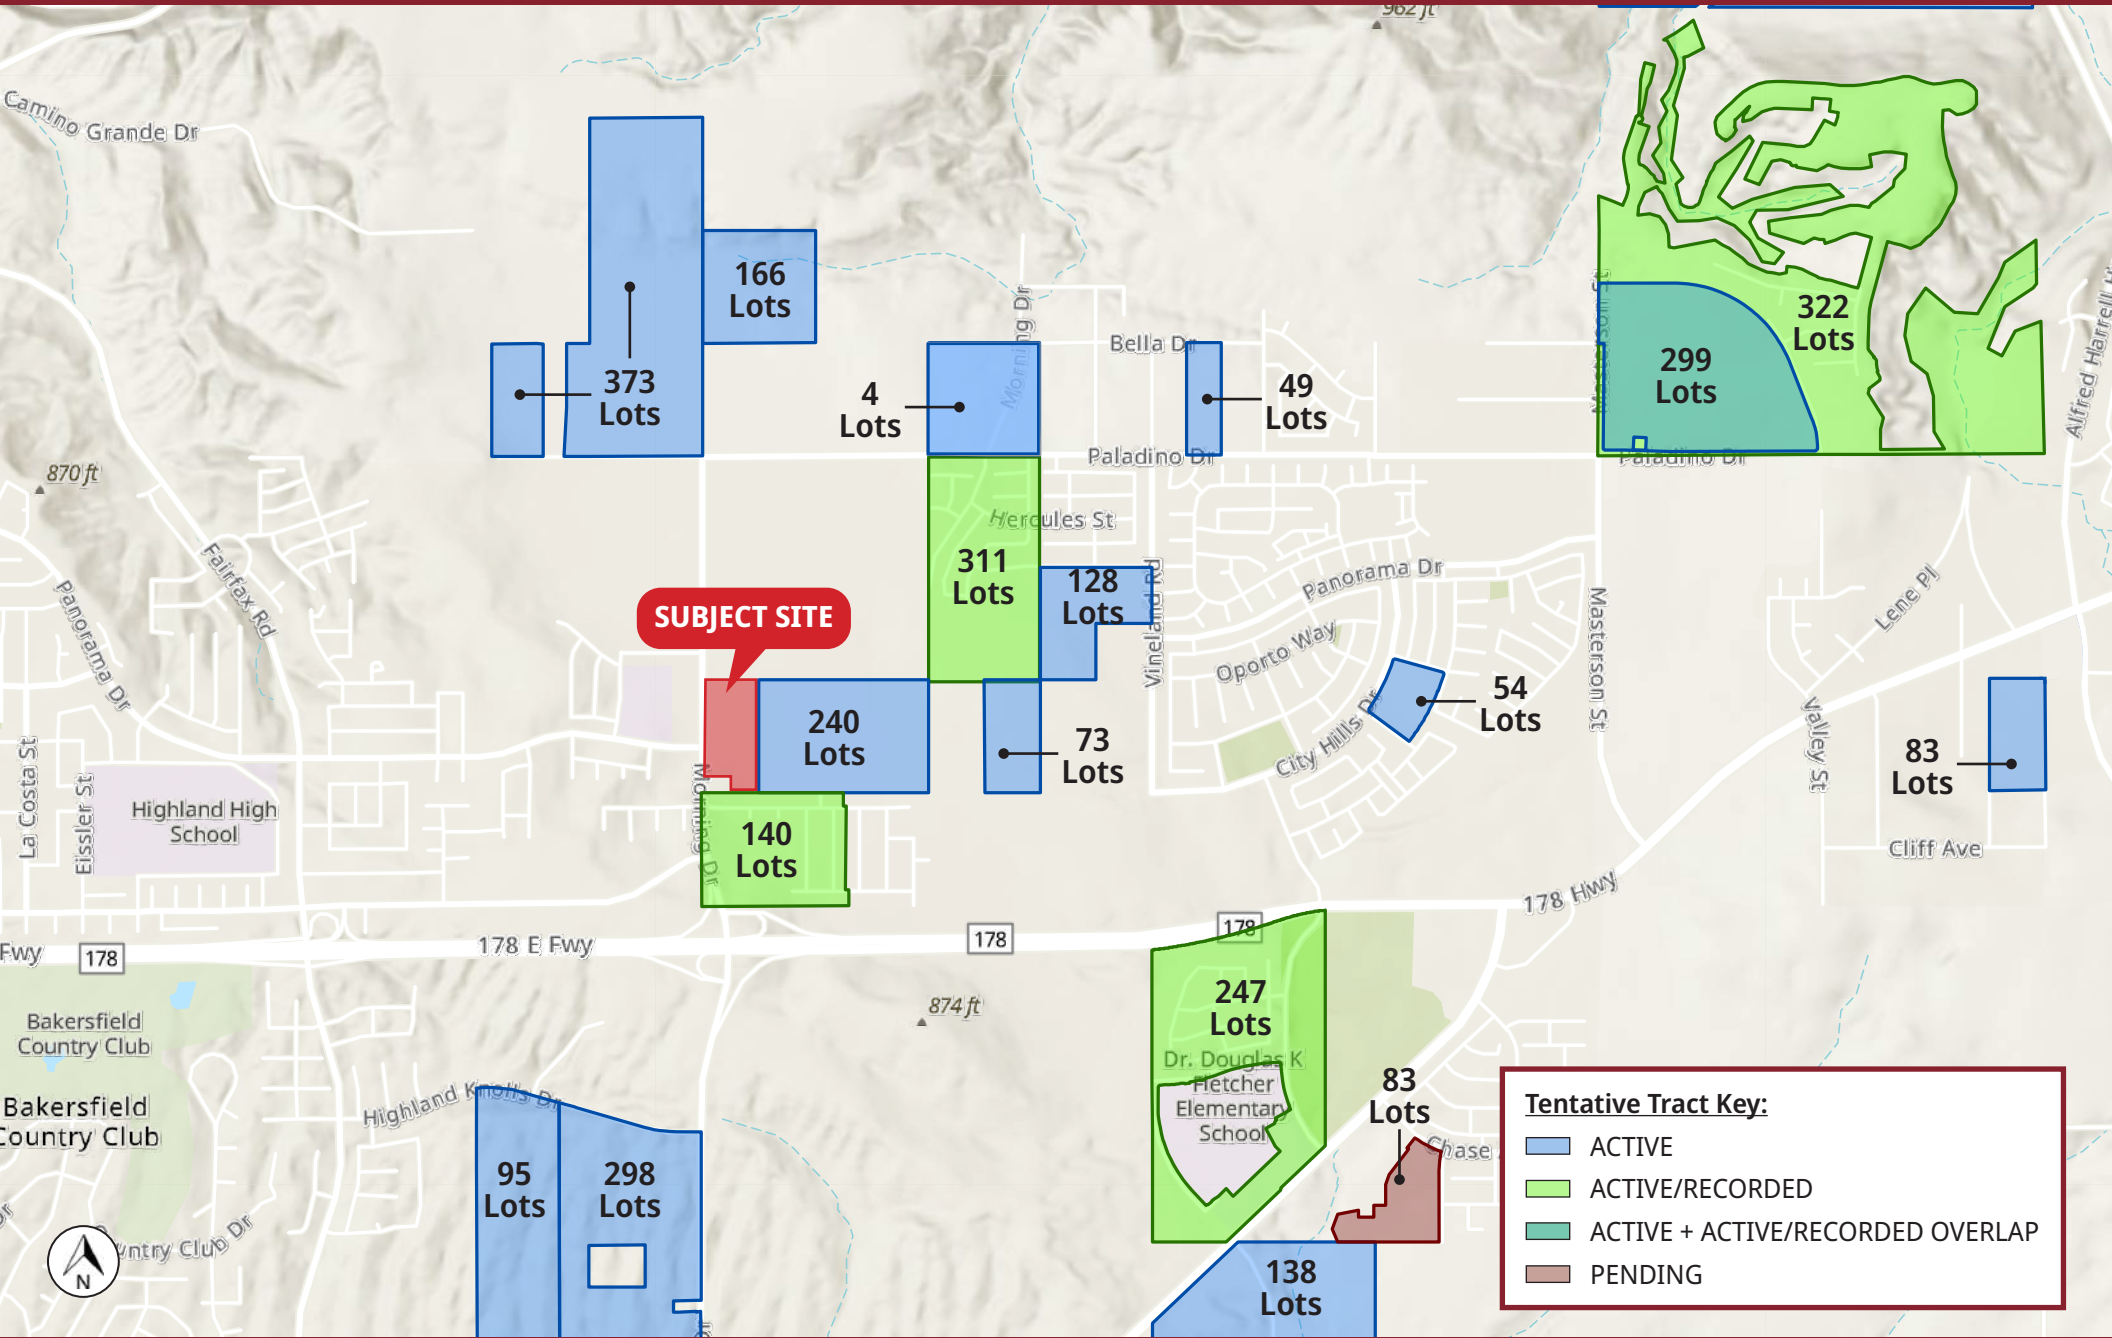 962 ft
Camino Grande Dr
166
Lots
373
Lots
4
Lots
Morning Dr
Bella Dr
49
Lots
Paladino Dr
Masterson St
299
Lots
322
Lots
Paladino Dr
Alfred Harrell H
870 ft
Hercules St
311
Lots
128
Lots
Vineland Rd
Panorama Dr
Oporto Way
City Hills Dr
54
Lots
Masterson St
Lene Pl
Valley St
83
Lots
Cliff Ave
Fairfax Rd
Panorama Dr
SUBJECT SITE
240
Lots
73
Lots
La Costa St
Eissler St
Highland High
School
Morning Dr
140
Lots
Fwy
178
178 E Fwy
178
178
178 Hwy
874 ft
Bakersfield
Country Club
Bakersfield
Country Club
Highland Knolls Dr
247
Lots
Dr. Douglas K
Fletcher
Elementary
School
83
Lots
Chase
95
Lots
298
Lots
138
Lots
untry Club Dr
Dr
N
Tentative Tract Key:
ACTIVE
ACTIVE/RECORDED
ACTIVE + ACTIVE/RECORDED OVERLAP
PENDING